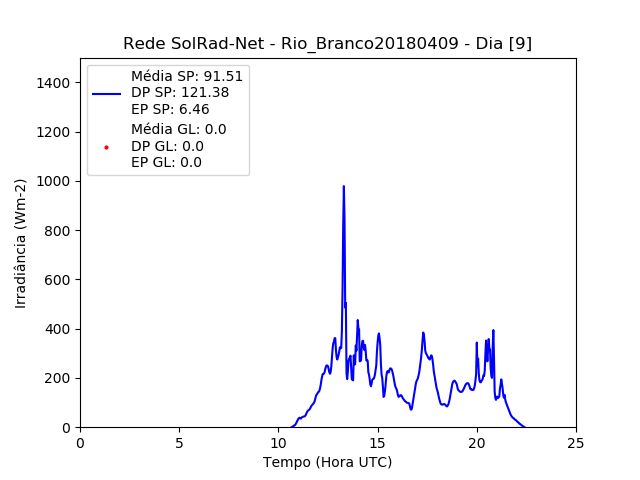 Rede SolRad-Net - Rio_Branco20180409 - Dia [9]
Média SP: 91.51
DP SP: 121.38
EP SP: 6.46
Média GL: 0.0
DP GL: 0.0
EP GL: 0.0
Irradiância (Wm-2)
1400
1200
1000
800
600
400
200
0
0 5 10 15 20 25
Tempo (Hora UTC)